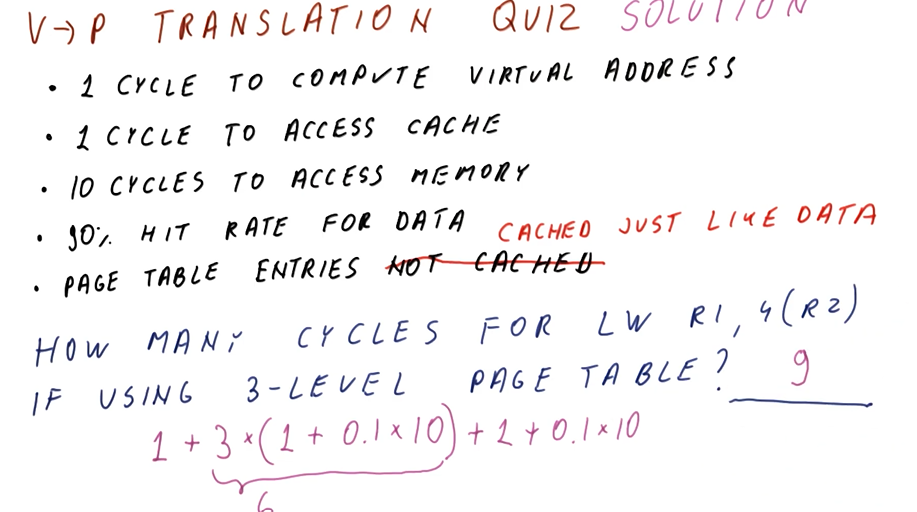 V→P TRANSLATION QUIZ SOLUTION
• 1 CYCLE TO COMPUTE VIRTUAL ADDRESS
• 1 CYCLE TO ACCESS CACHE
• 10 CYCLES TO ACCESS MEMORY
• 90% HIT RATE FOR DATA CACHED JUST LIKE DATA
• PAGE TABLE ENTRIES NOT CACHED
HOW MANY CYCLES FOR LW R1, 4(R2)
IF USING 3-LEVEL PAGE TABLE? 9
1 + 3 × (1 + 0.1 × 10) + 1 + 0.1 × 10
6